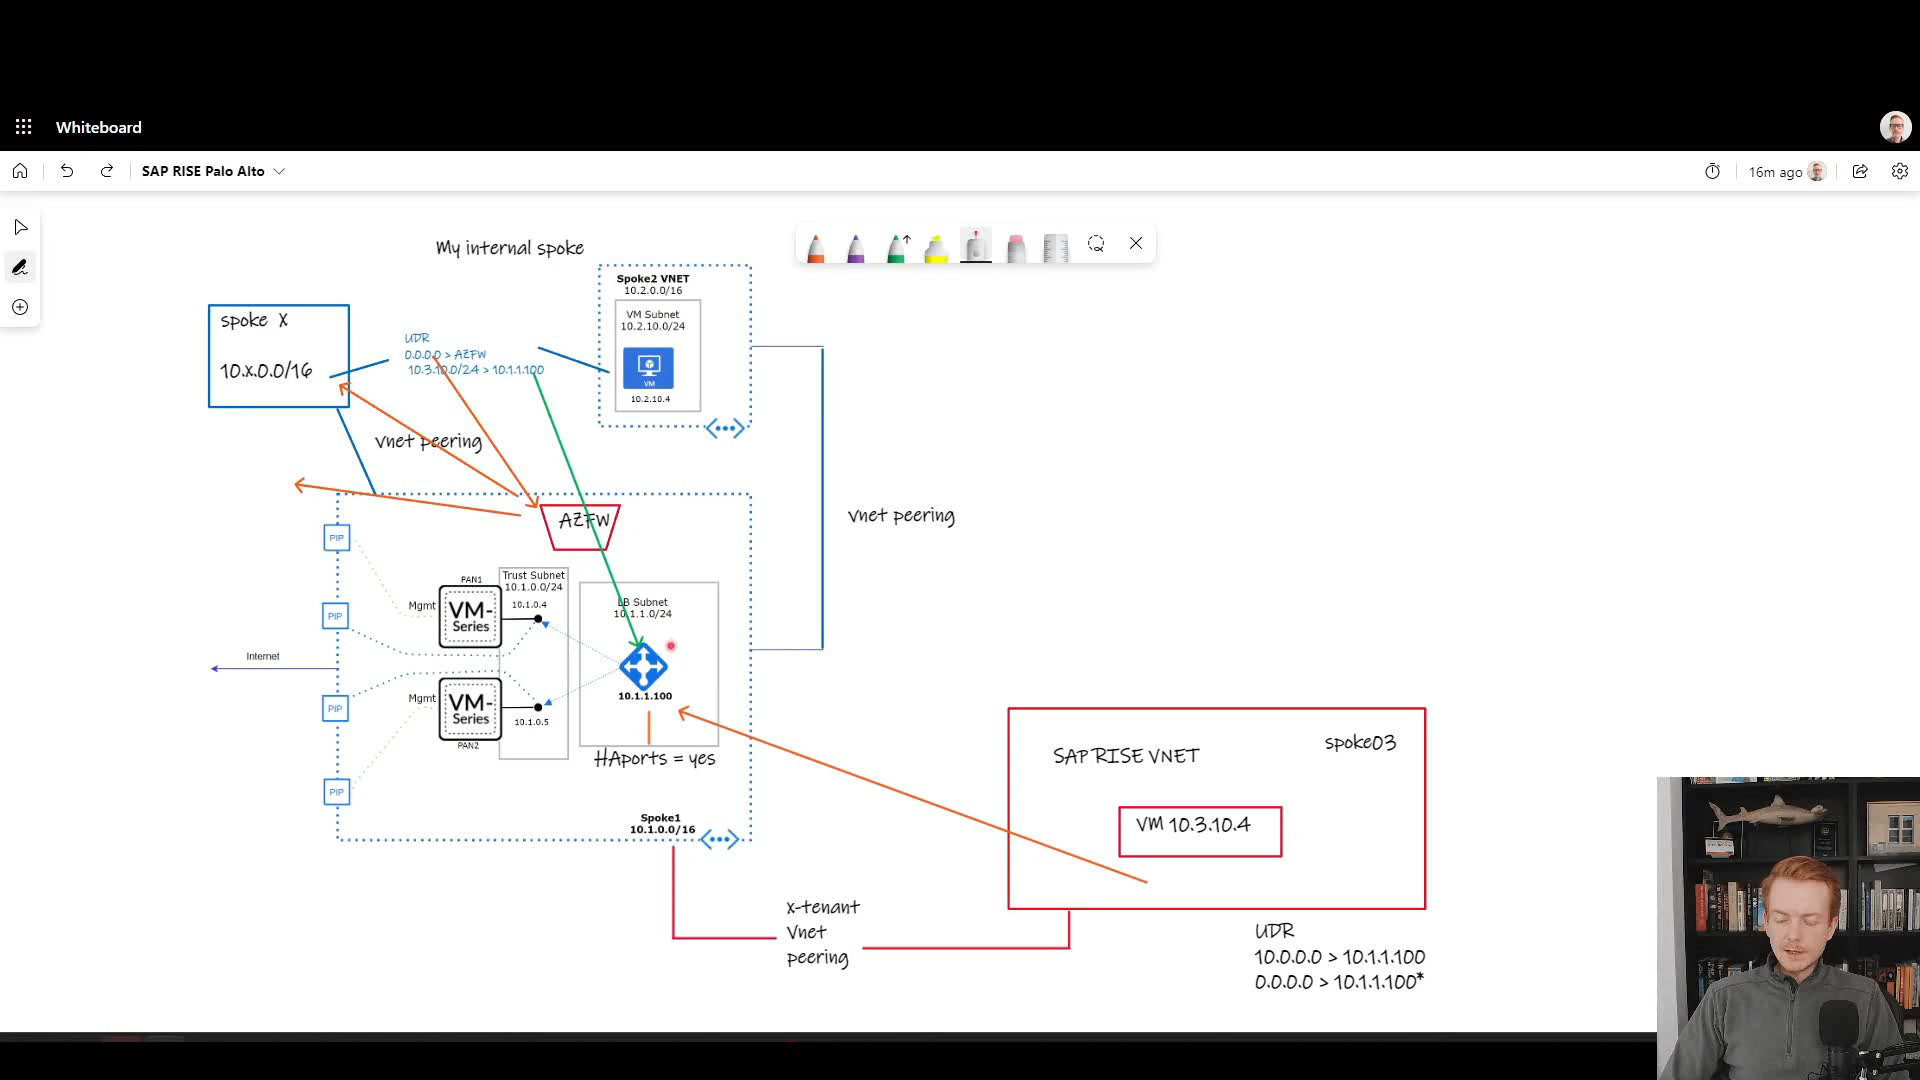 Whiteboard
SAP RISE Palo Alto
16m ago
My internal spoke
Spoke2 VNET
10.2.0.0/16
VM Subnet
10.2.10.0/24
VM
10.2.10.4
spoke X
10.x.0.0/16
UDR
0.0.0.0 > AZFW
10.3.10.0/24 > 10.1.1.100
vnet peering
vnet peering
AZFW
PIP
PIP
PIP
PIP
Internet
PAN1
Mgmt
VM-
Series
Trust Subnet
10.1.0.0/24
10.1.0.4
Mgmt
VM-
Series
PAN2
10.1.0.5
LB Subnet
10.1.1.0/24
10.1.1.100
HAports = yes
Spoke1
10.1.0.0/16
SAP RISE VNET
spoke03
VM 10.3.10.4
x-tenant
Vnet
peering
UDR
10.0.0.0 > 10.1.1.100
0.0.0.0 > 10.1.1.100*